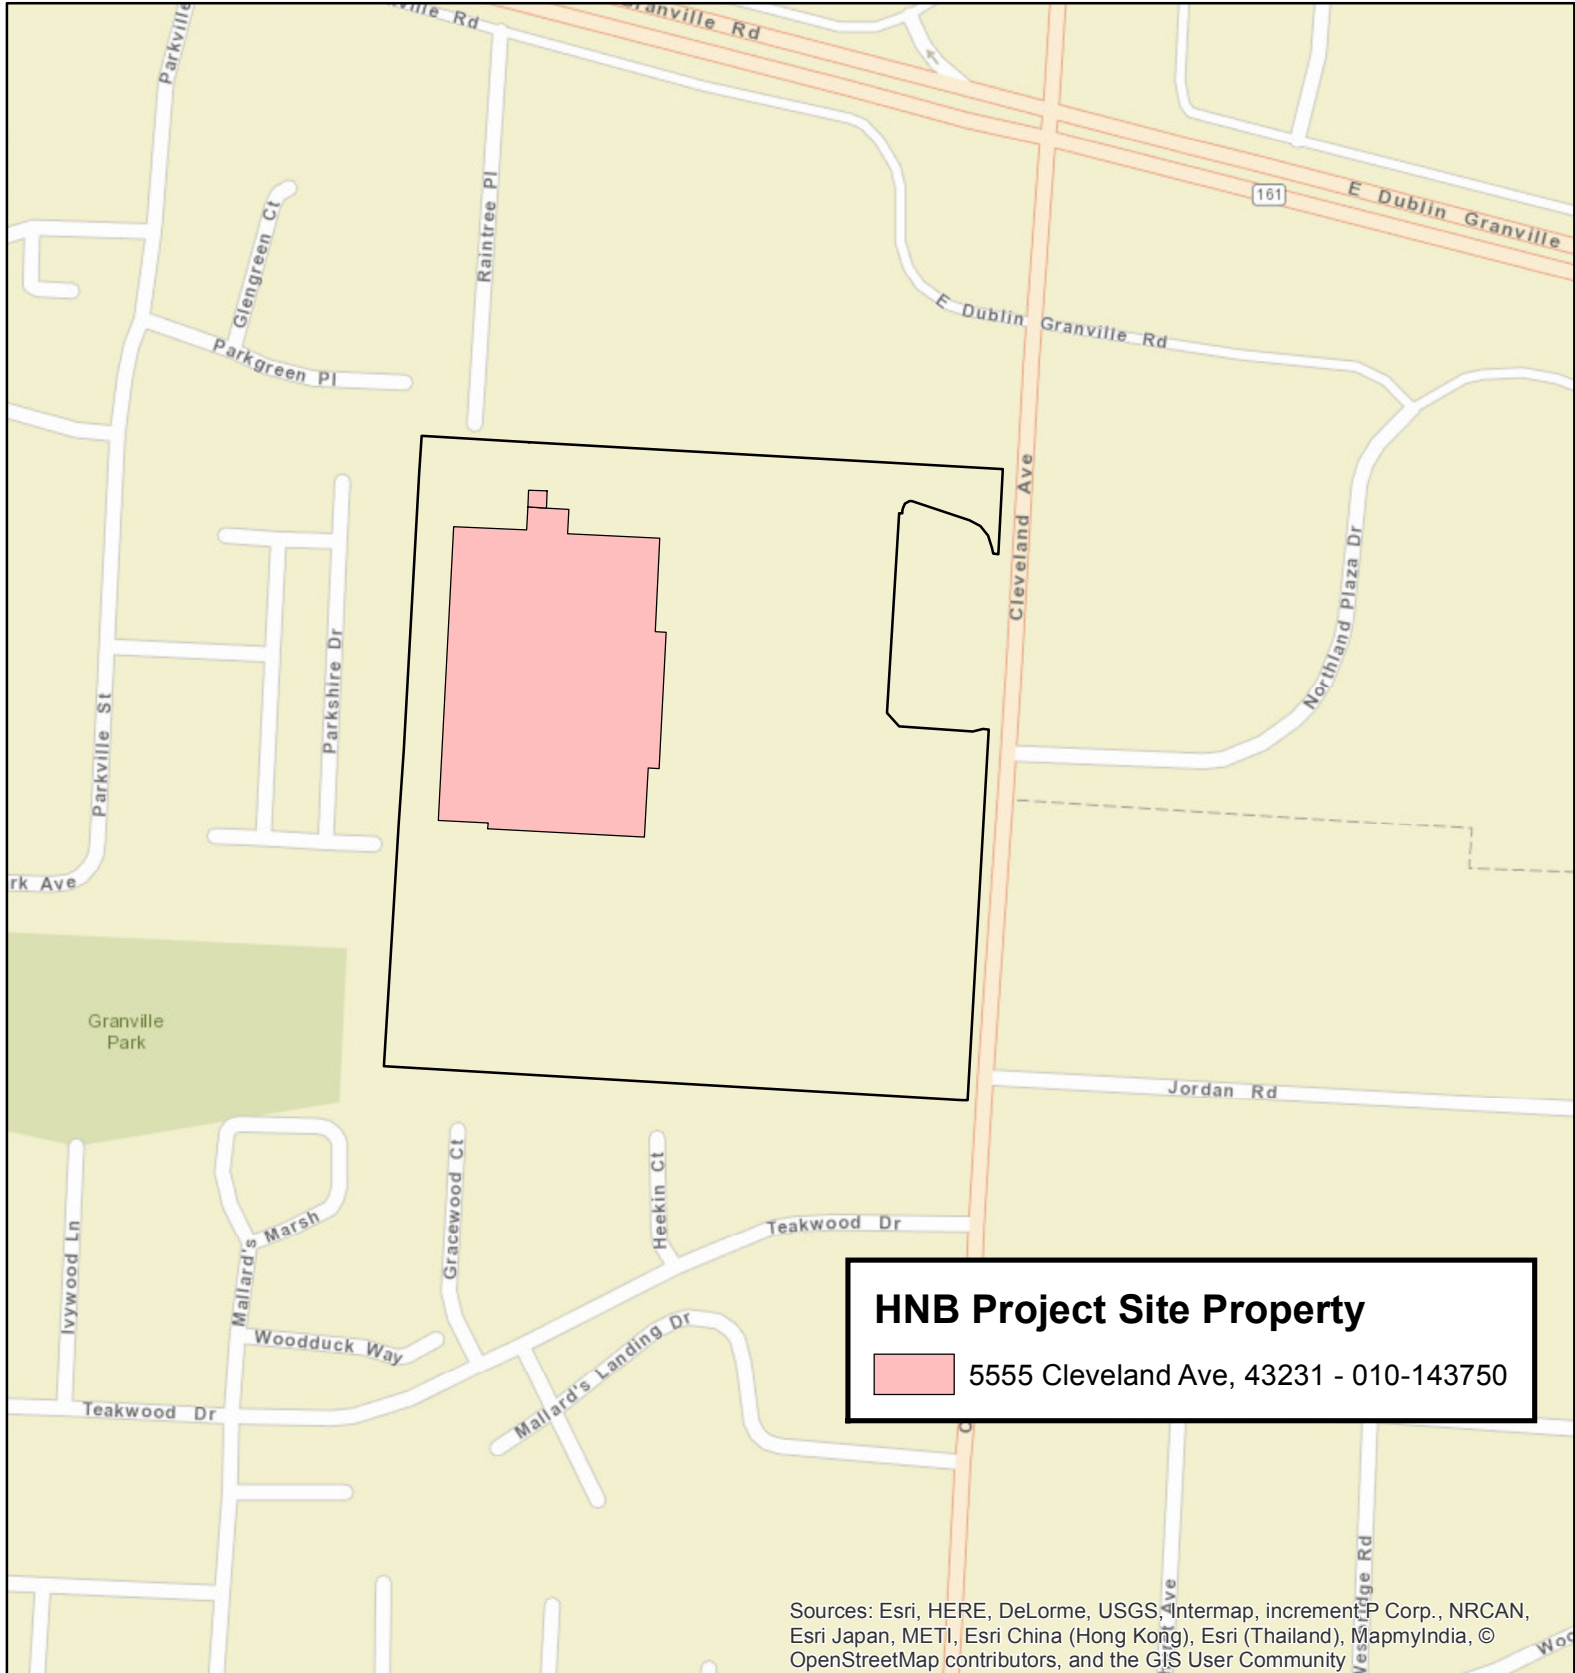 Parkville
ville Rd
Granville Rd
161
E Dublin Granville
Raintree Pl
Glengreen Ct
Parkgreen Pl
E Dublin Granville Rd
Cleveland Ave
Northland Plaza Dr
Parkshire Dr
Parkville St
rk Ave
Granville
Park
Jordan Rd
Gracewood Ct
Heekin Ct
Teakwood Dr
Ivywood Ln
Mallard's Marsh
Woodduck Way
Mallard's Landing Dr
Teakwood Dr
HNB Project Site Property
5555 Cleveland Ave, 43231 - 010-143750
C
Ave
Sources: Esri, HERE, DeLorme, USGS, Intermap, increment P Corp., NRCAN,
Esri Japan, METI, Esri China (Hong Kong), Esri (Thailand), MapmyIndia, ©
OpenStreetMap contributors, and the GIS User Community
Woo